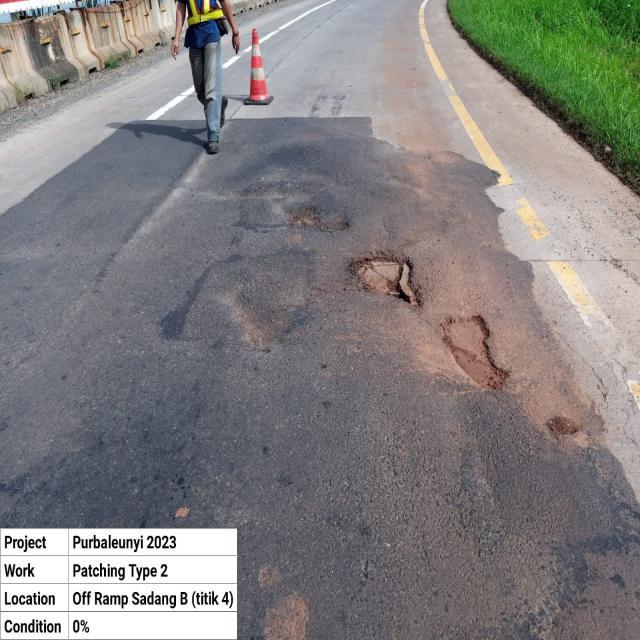 Project Purbaleunyi 2023
Work Patching Type 2
Location Off Ramp Sadang B (titik 4)
Condition 0%